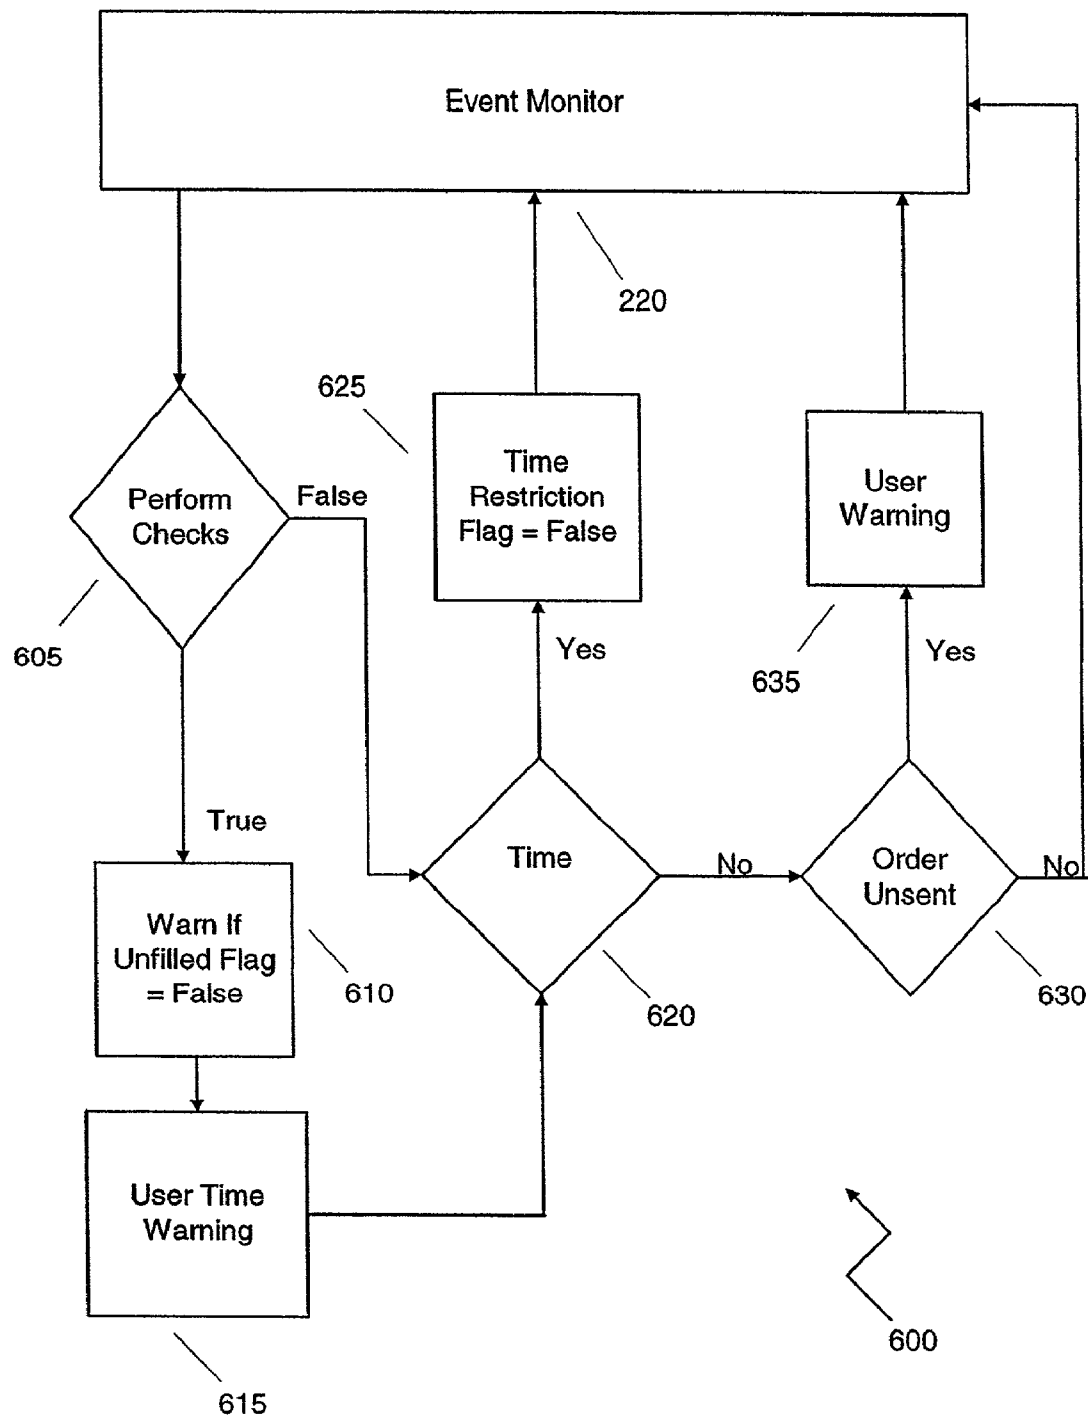 Event Monitor
220
625
Perform
Checks
False
605
Time
Restriction
Flag = False
User
Warning
635
Yes
Yes
True
Time
No
Order
Unsent
No
Warn If
Unfilled Flag
= False
610
620
630
User Time
Warning
615
600